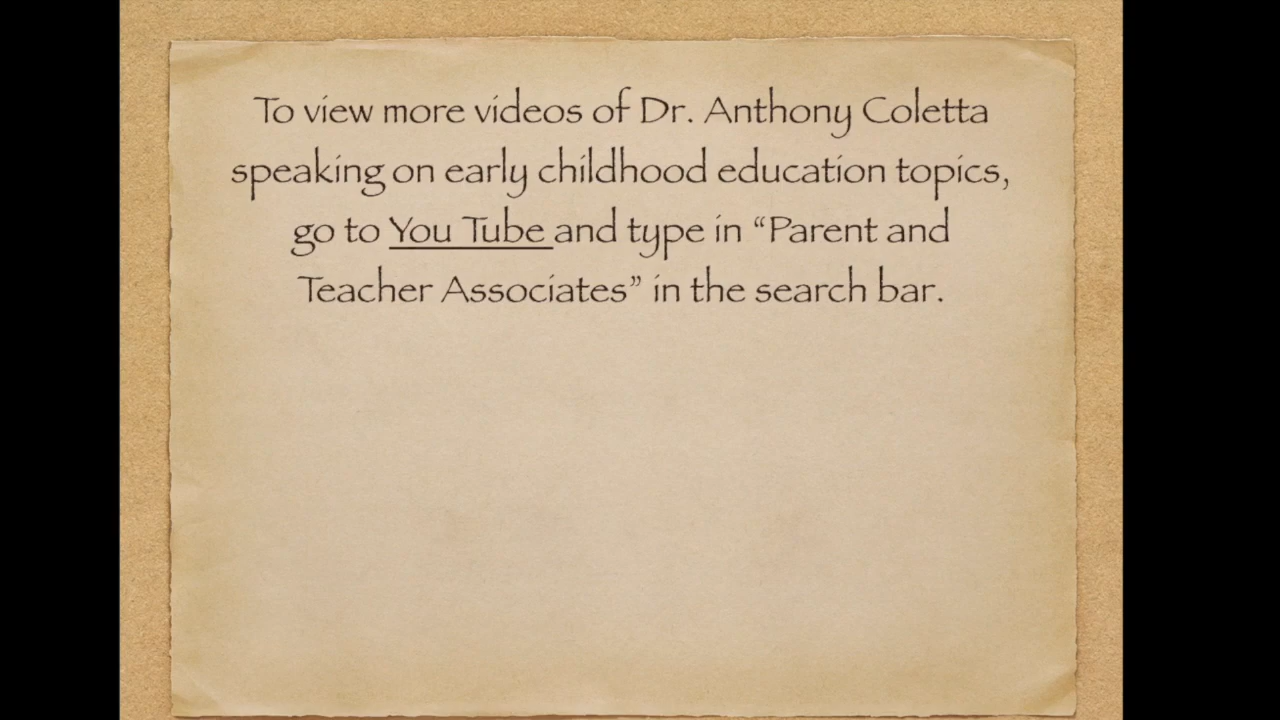 To view more videos of Dr. Anthony Coletta
speaking on early childhood education topics,
go to You Tube and type in “Parent and
Teacher Associates” in the search bar.